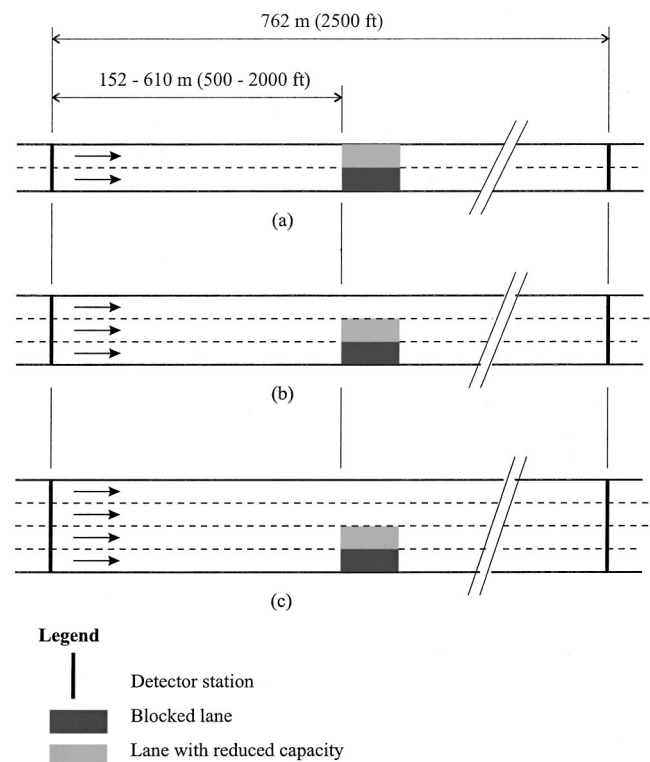 762 m (2500 ft)
152 - 610 m (500 - 2000 ft)
(a)
(b)
(c)
Legend
Detector station
Blocked lane
Lane with reduced capacity